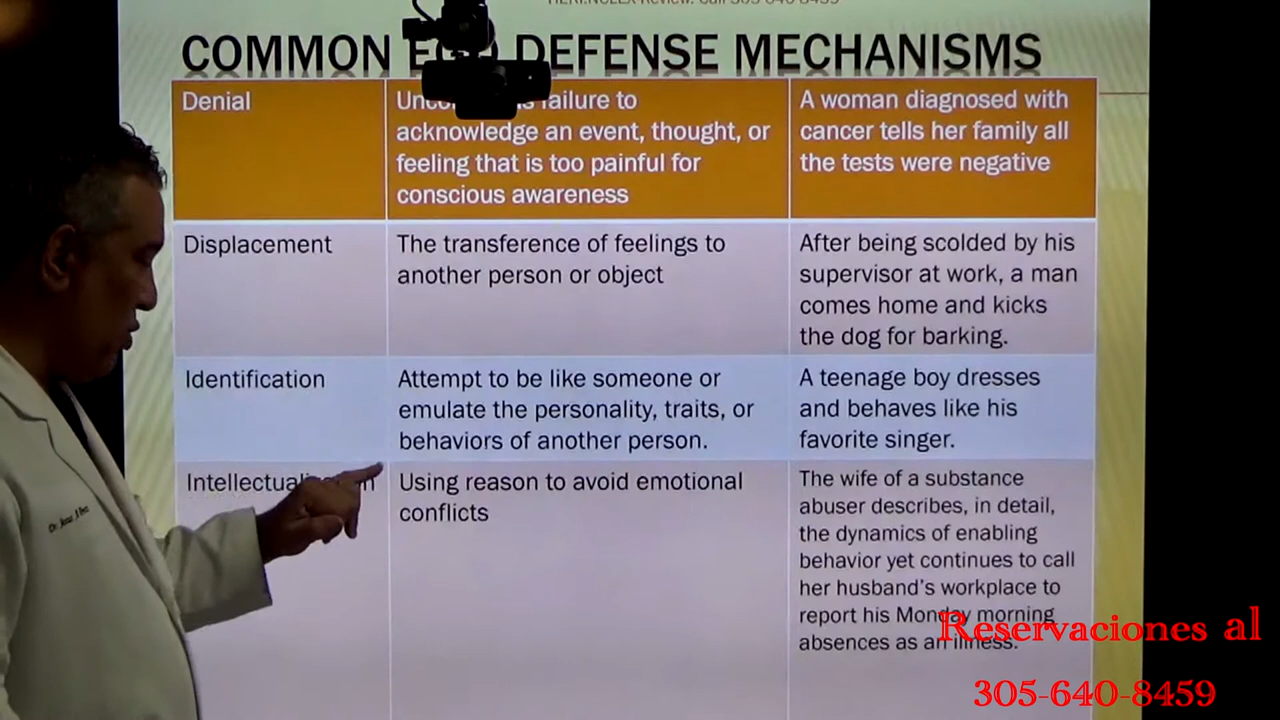 COMMON DEFENSE MECHANISMS
Denial
failure to
acknowledge an event, thought, or
feeling that is too painful for
conscious awareness
A woman diagnosed with
cancer tells her family all
the tests were negative
Displacement
The transference of feelings to
another person or object
After being scolded by his
supervisor at work, a man
comes home and kicks
the dog for barking.
Identification
Attempt to be like someone or
emulate the personality, traits, or
behaviors of another person.
A teenage boy dresses
and behaves like his
favorite singer.
Using reason to avoid emotional
conflicts
The wife of a substance
abuser describes, in detail,
the dynamics of enabling
behavior yet continues to call
her husband's workplace to
report his Monday morning
absences as an illness.
Reservaciones al
305-640-8459